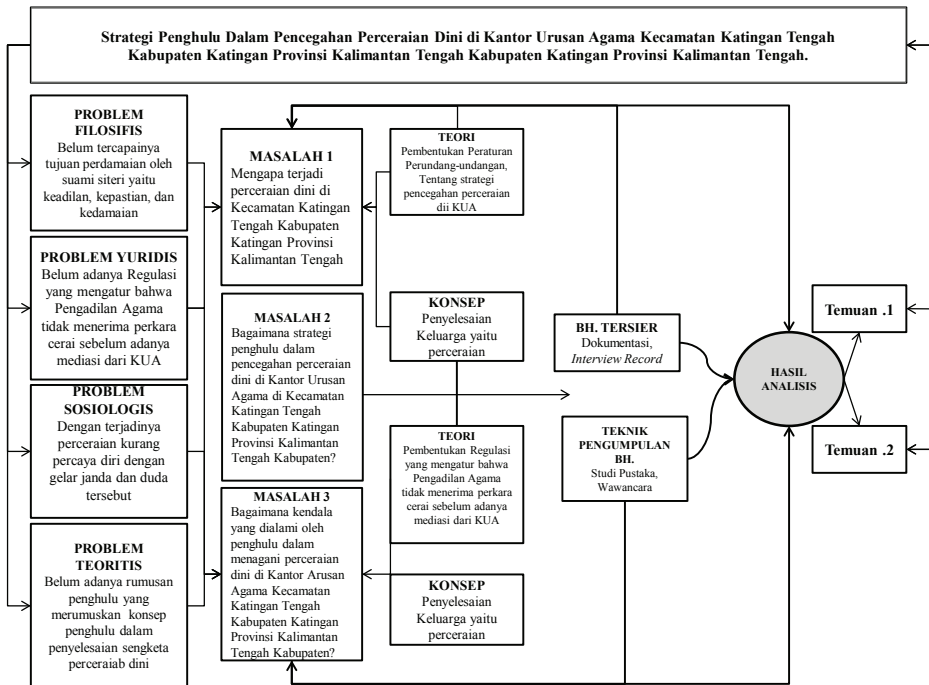 Strategi Penghulu Dalam Pencegahan Perceraian Dini di Kantor Urusan Agama Kecamatan Katingan Tengah
Kabupaten Katingan Provinsi Kalimantan Tengah Kabupaten Katingan Provinsi Kalimantan Tengah.
PROBLEM
FILOSIFIS
Belum tercapainya
tujuan perdamaian oleh
suami siteri yaitu
keadilan, kepastian, dan
kedamaian
PROBLEM YURIDIS
Belum adanya Regulasi
yang mengatur bahwa
Pengadilan Agama
tidak menerima perkara
cerai sebelum adanya
mediasi dari KUA
PROBLEM
SOSIOLOGIS
Dengan terjadinya
perceraian kurang
percaya diri dengan
gelar janda dan duda
tersebut
PROBLEM
TEORITIS
Belum adanya rumusan
penghulu yang
merumuskan konsep
penghulu dalam
penyelesaian sengketa
perceraiab dini
MASALAH 1
Mengapa terjadi
perceraian dini di
Kecamatan Katingan
Tengah Kabupaten
Katingan Provinsi
Kalimantan Tengah
MASALAH 2
Bagaimana strategi
penghulu dalam
pencegahan perceraian
dini di Kantor Urusan
Agama di Kecamatan
Katingan Tengah
Kabupaten Katingan
Provinsi Kalimantan
Tengah Kabupaten?
MASALAH 3
Bagaimana kendala
yang dialami oleh
penghulu dalam
menagani perceraian
dini di Kantor Arusan
Agama Kecamatan
Katingan Tengah
Kabupaten Katingan
Provinsi Kalimantan
Tengah Kabupaten?
TEORI
Pembentukan Peraturan
Perundang-undangan,
Tentang strategi
pencegahan perceraian
dii KUA
KONSEP
Penyelesaian
Keluarga yaitu
perceraian
TEORI
Pembentukan Regulasi
yang mengatur bahwa
Pengadilan Agama
tidak menerima perkara
cerai sebelum adanya
mediasi dari KUA
KONSEP
Penyelesaian
Keluarga yaitu
perceraian
BH. TERSIER
Dokumentasi,
Interview Record
TEKNIK
PENGUMPULAN
BH.
Studi Pustaka,
Wawancara
HASIL
ANALISIS
Temuan .1
Temuan .2